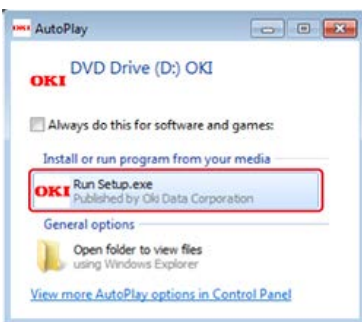 OKI AutoPlay
DVD Drive (D:) OKI
OKI
Always do this for software and games:
Install or run program from your media
OKI Run Setup.exe
Published by Oki Data Corporation
General options
Open folder to view files
using Windows Explorer
View more AutoPlay options in Control Panel